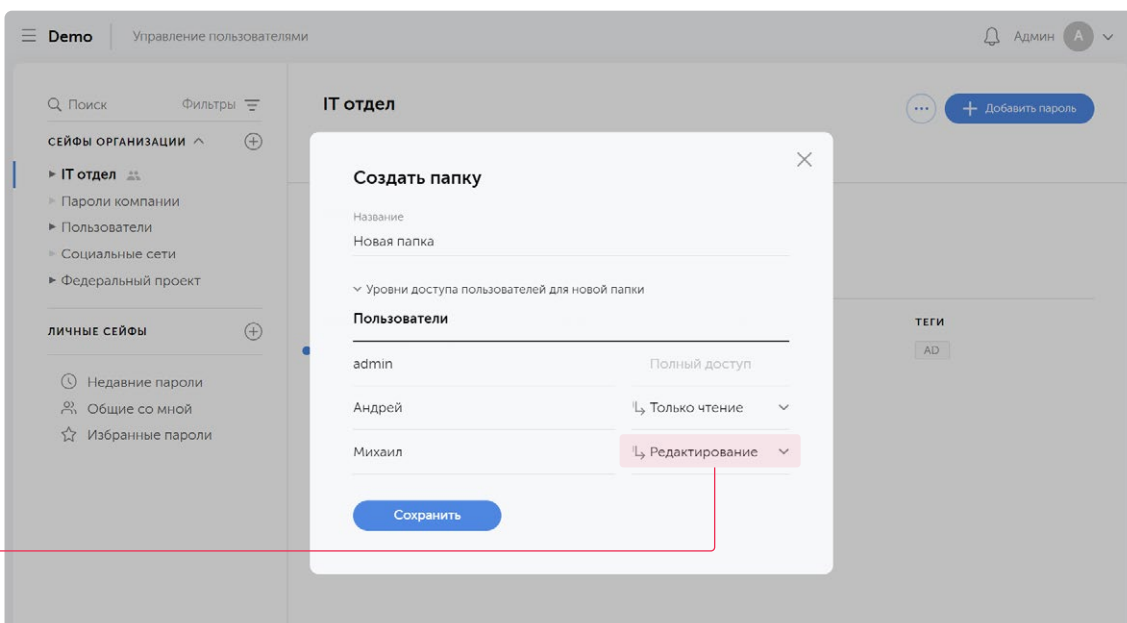 Demo Управление пользователями
Админ A
Поиск Фильтры
СЕЙФЫ ОРГАНИЗАЦИИ
IT отдел
Пароли компании
Пользователи
Социальные сети
Федеральный проект
ЛИЧНЫЕ СЕЙФЫ
Недавние пароли
Общие со мной
Избранные пароли
IT отдел
Добавить пароль
Создать папку
Название
Новая папка
Уровни доступа пользователей для новой папки
Пользователи
admin Полный доступ
Андрей Только чтение
Михаил Редактирование
Сохранить
ТЕГИ
AD